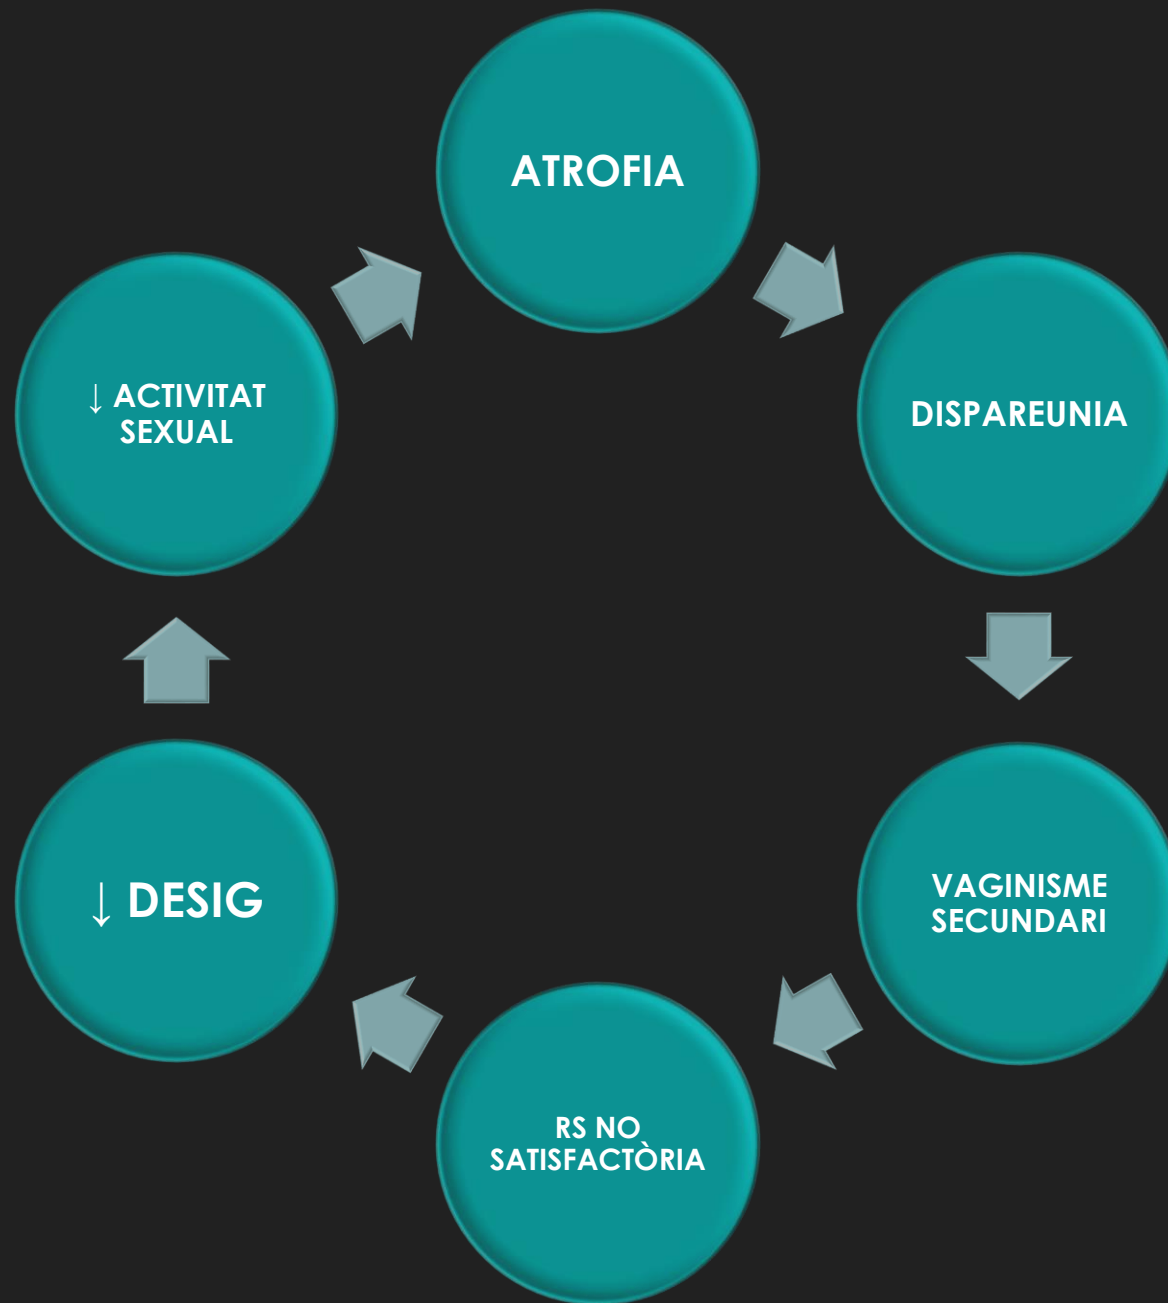 ATROFIA
DISPAREUNIA
VAGINISME
SECUNDARI
RS NO
SATISFACTÒRIA
↓ DESIG
↓ ACTIVITAT
SEXUAL